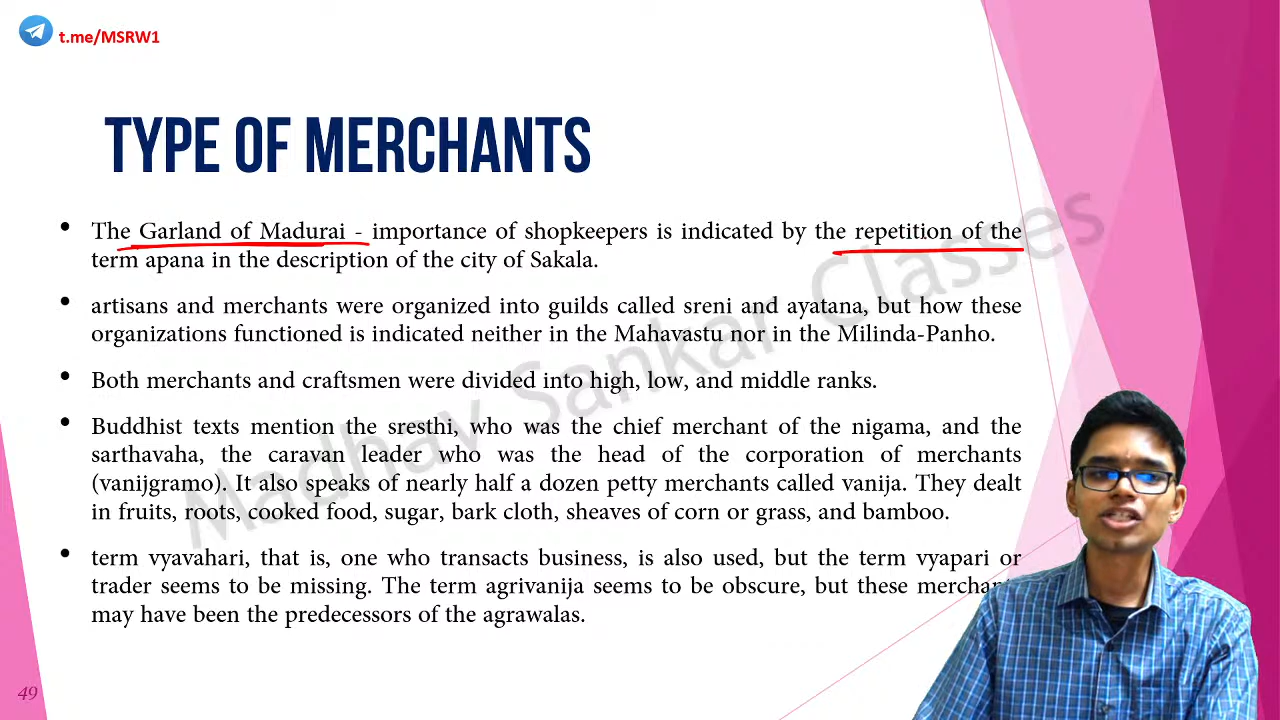 t.me/MSRW1
TYPE OF MERCHANTS
• The Garland of Madurai - importance of shopkeepers is indicated by the repetition of the
term apana in the description of the city of Sakala.
• artisans and merchants were organized into guilds called sreni and ayatana, but how these
organizations functioned is indicated neither in the Mahavastu nor in the Milinda-Panho.
• Both merchants and craftsmen were divided into high, low, and middle ranks.
• Buddhist texts mention the sresthi, who was the chief merchant of the nigama, and the
sarthavaha, the caravan leader who was the head of the corporation of merchants
(vanijgramo). It also speaks of nearly half a dozen petty merchants called vanija. They dealt
in fruits, roots, cooked food, sugar, bark cloth, sheaves of corn or grass, and bamboo.
• term vyavahari, that is, one who transacts business, is also used, but the term vyapari or
trader seems to be missing. The term agrivanija seems to be obscure, but these
may have been the predecessors of the agrawalas.
Madhav Sankar Classes
49